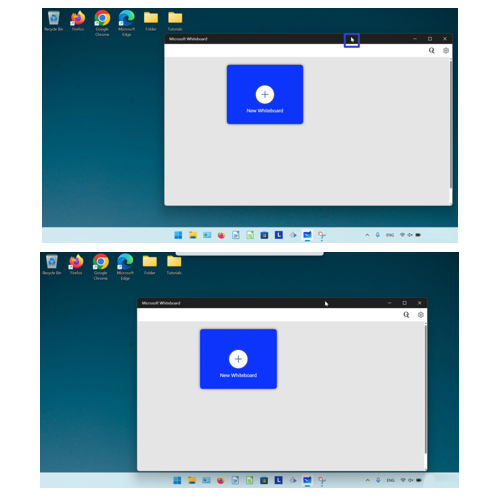 Recycle Bin
Firefox
Google Chrome
Microsoft Edge
Folder
Tutorials
Microsoft Whiteboard
New Whiteboard
ENG
Recycle Bin
Firefox
Google Chrome
Microsoft Edge
Folder
Tutorials
Microsoft Whiteboard
New Whiteboard
ENG